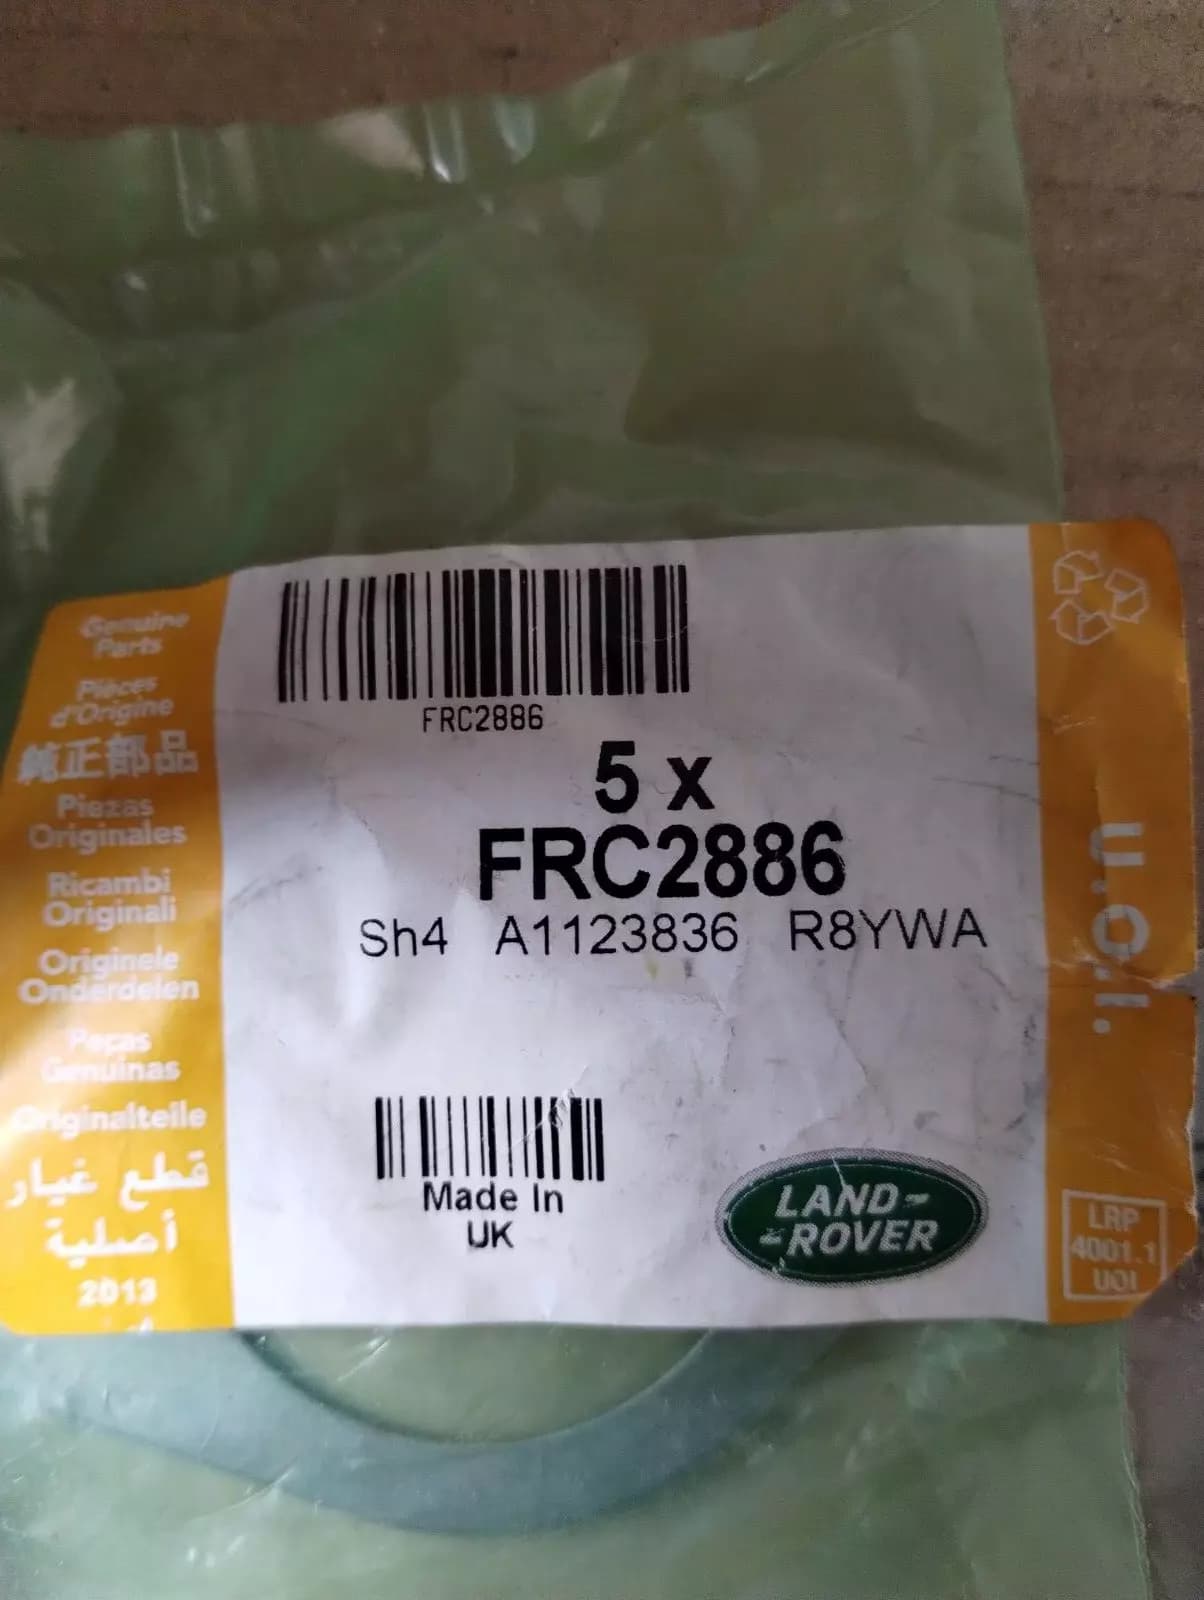 Genuine
Parts
Pièces
d'Origine
純正部品
Piezas
Originales
Ricambi
Originali
Originele
Onderdelen
Peças
Genuinas
Originalteile
قطع غيار
أصلية
2013
FRC2886
5 x
FRC2886
Sh4 A1123836 R8YWA
Made In
UK
LAND-
-ROVER
u.o.i.
LRP
4001.1
UOI